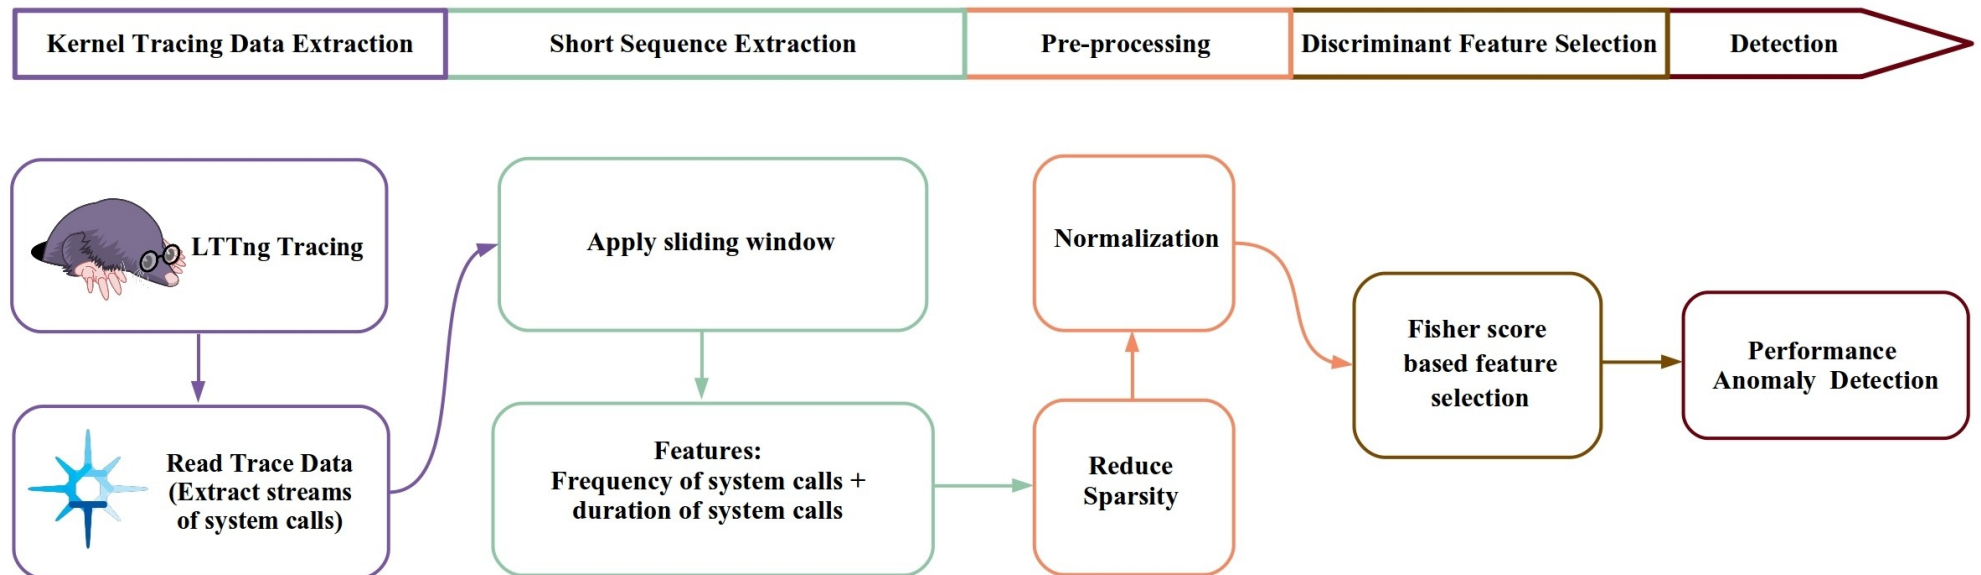 Kernel Tracing Data Extraction
Short Sequence Extraction
Pre-processing
Discriminant Feature Selection
Detection
LTTng Tracing
Read Trace Data
(Extract streams
of system calls)
Apply sliding window
Features:
Frequency of system calls +
duration of system calls
Normalization
Reduce
Sparsity
Fisher score
based feature
selection
Performance
Anomaly Detection